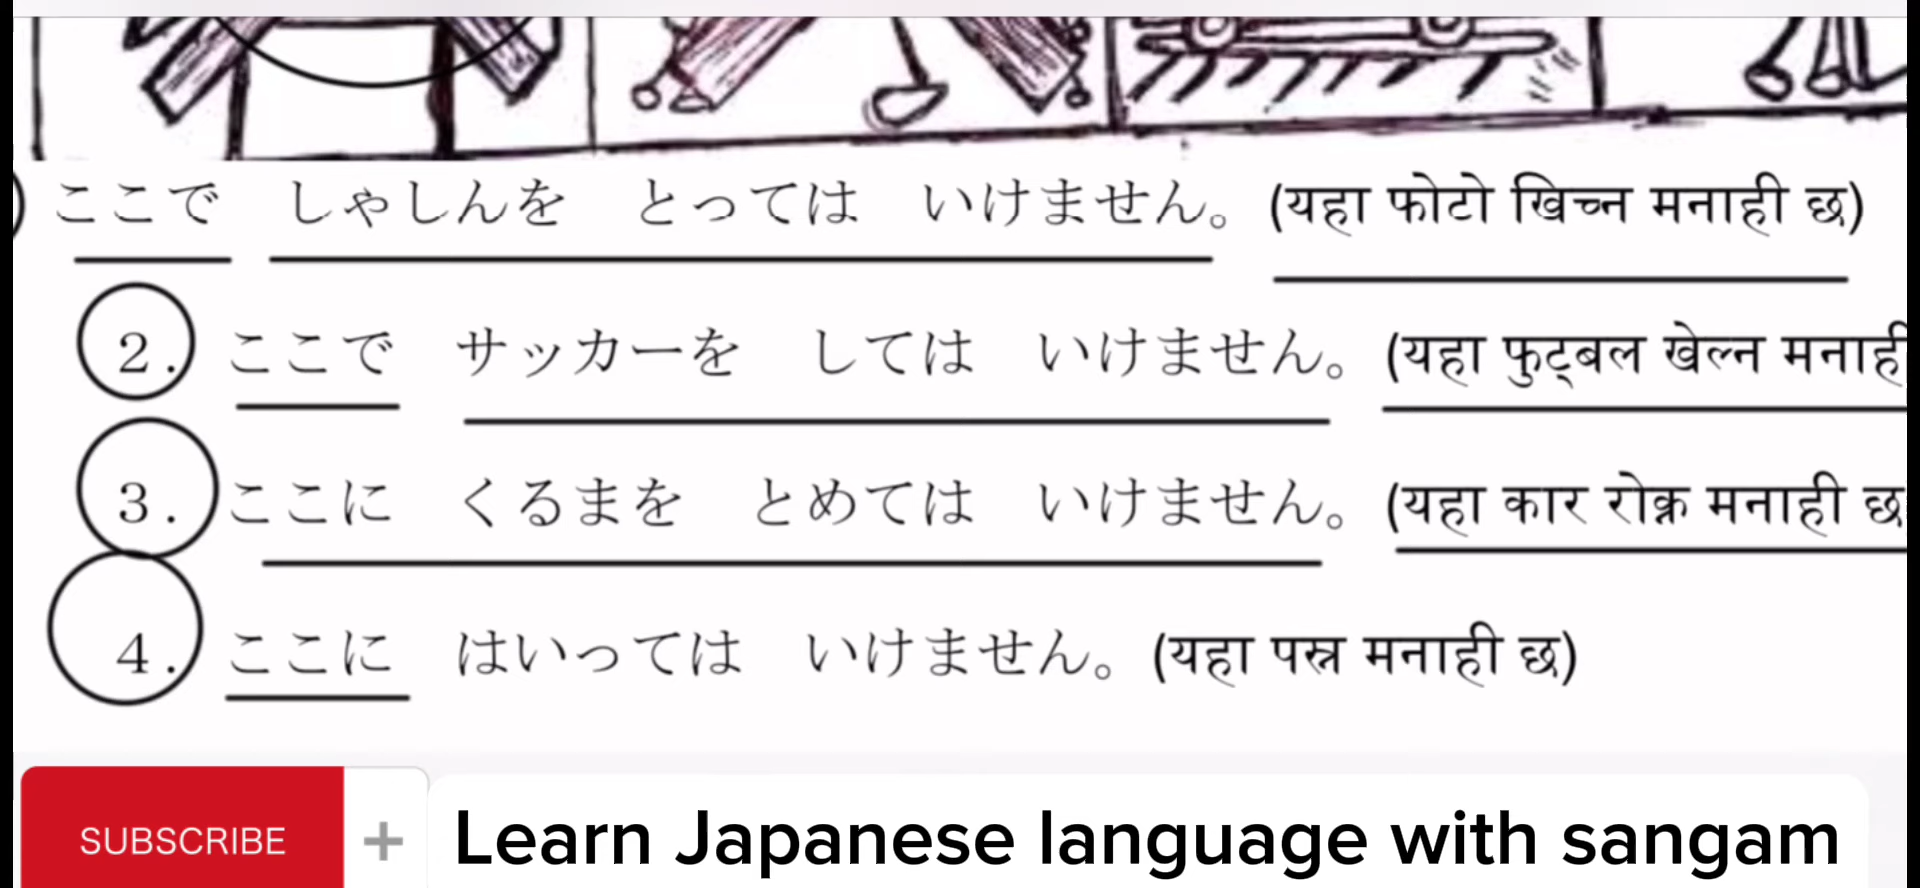 ) ここで しゃしんを とっては いけません。 (यहा फोटो खिच्न मनाही छ)
2. ここで サッカーを しては いけません。 (यहा फुट्बल खेल्न मनाही
3. ここに くるまを とめては いけません。 (यहा कार रोक्न मनाही छ
4. ここに はいっては いけません。 (यहा पस्न मनाही छ)
SUBSCRIBE + Learn Japanese language with sangam